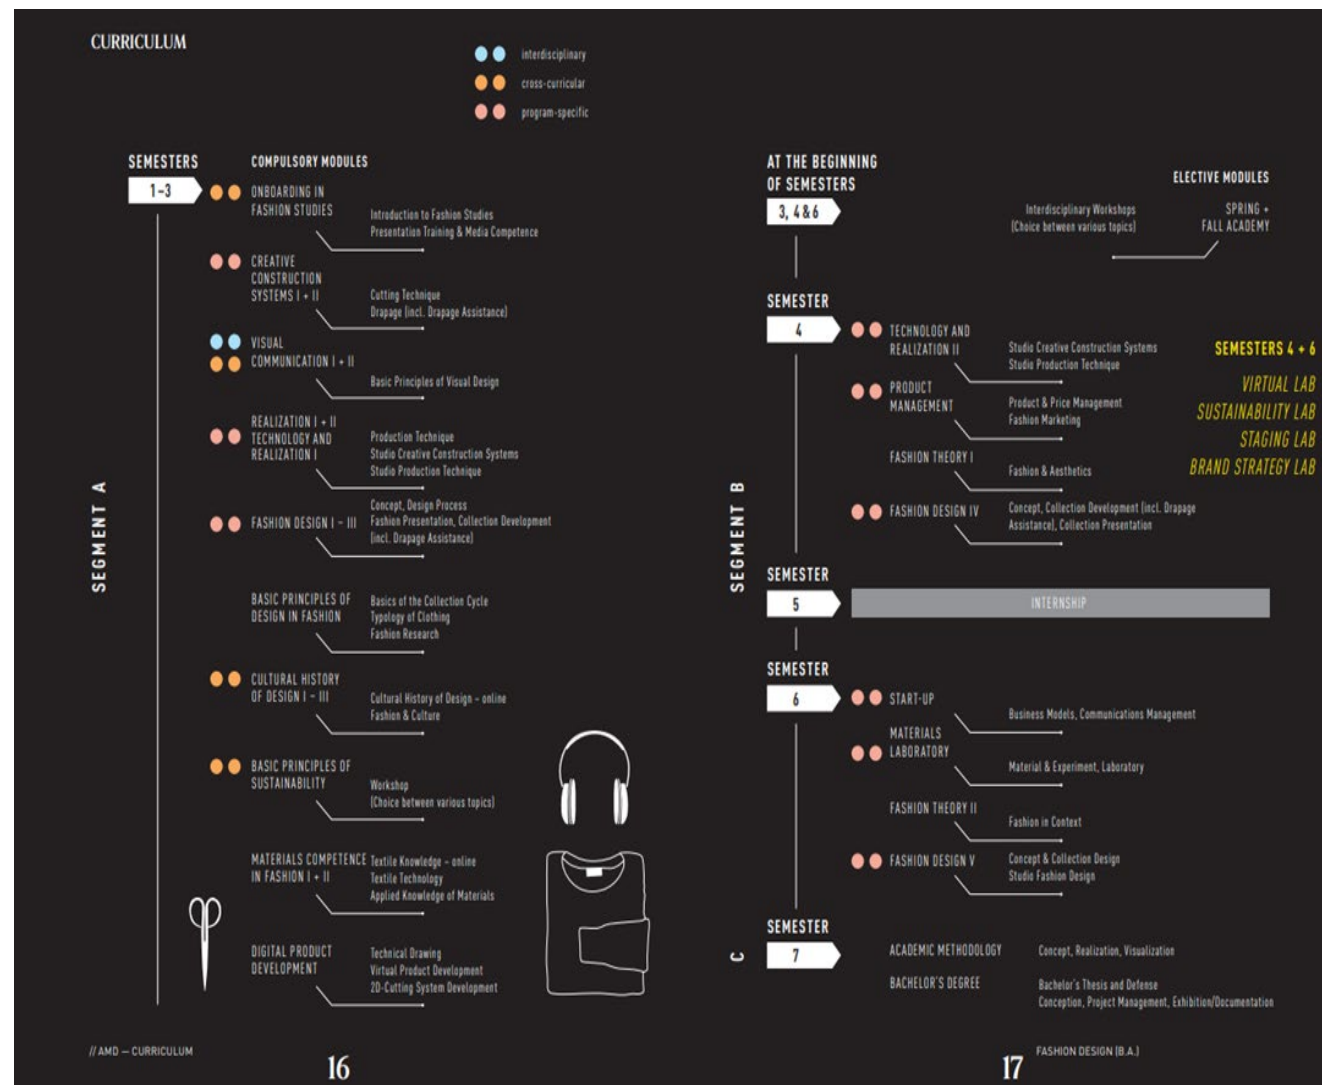 CURRICULUM
interdisciplinary
cross-curricular
program-specific
SEMESTERS
1–3
COMPULSORY MODULES
ONBOARDING IN
FASHION STUDIES
Introduction to Fashion Studies
Presentation Training & Media Competence
CREATIVE
CONSTRUCTION
SYSTEMS I + II
Cutting Technique
Drapage (incl. Drapage Assistance)
VISUAL
COMMUNICATION I + II
Basic Principles of Visual Design
REALIZATION I + II
TECHNOLOGY AND
REALIZATION I
Production Technique
Studio Creative Construction Systems
Studio Production Technique
FASHION DESIGN I – III
Concept, Design Process
Fashion Presentation, Collection Development
(incl. Drapage Assistance)
BASIC PRINCIPLES OF
DESIGN IN FASHION
Basics of the Collection Cycle
Typology of Clothing
Fashion Research
CULTURAL HISTORY
OF DESIGN I – III
Cultural History of Design – online
Fashion & Culture
BASIC PRINCIPLES OF
SUSTAINABILITY
Workshop
(Choice between various topics)
MATERIALS COMPETENCE
IN FASHION I + II
Textile Knowledge – online
Textile Technology
Applied Knowledge of Materials
DIGITAL PRODUCT
DEVELOPMENT
Technical Drawing
Virtual Product Development
2D-Cutting System Development
SEGMENT A
// AMD — CURRICULUM
16
AT THE BEGINNING
OF SEMESTERS
3, 4 & 6
ELECTIVE MODULES
Interdisciplinary Workshops
(Choice between various topics)
SPRING +
FALL ACADEMY
SEMESTER
4
TECHNOLOGY AND
REALIZATION II
Studio Creative Construction Systems
Studio Production Technique
PRODUCT
MANAGEMENT
Product & Price Management
Fashion Marketing
FASHION THEORY I
Fashion & Aesthetics
FASHION DESIGN IV
Concept, Collection Development (incl. Drapage
Assistance), Collection Presentation
SEMESTERS 4 + 6
VIRTUAL LAB
SUSTAINABILITY LAB
STAGING LAB
BRAND STRATEGY LAB
SEGMENT B
SEMESTER
5
INTERNSHIP
SEMESTER
6
START-UP
Business Models, Communications Management
MATERIALS
LABORATORY
Material & Experiment, Laboratory
FASHION THEORY II
Fashion in Context
FASHION DESIGN V
Concept & Collection Design
Studio Fashion Design
C
SEMESTER
7
ACADEMIC METHODOLOGY
Concept, Realization, Visualization
BACHELOR'S DEGREE
Bachelor's Thesis and Defense
Conception, Project Management, Exhibition/Documentation
17
FASHION DESIGN (B.A.)